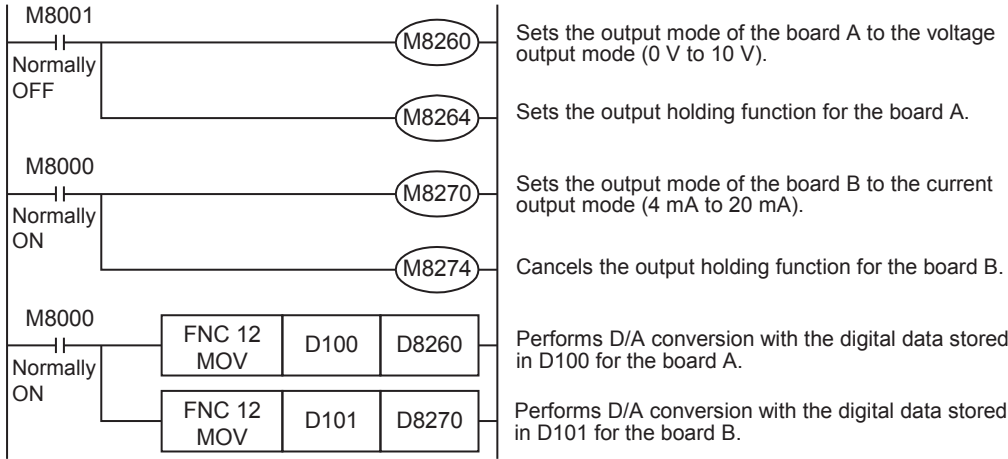 M8001
Normally
OFF
M8260
Sets the output mode of the board A to the voltage
output mode (0 V to 10 V).
M8264
Sets the output holding function for the board A.
M8000
Normally
ON
M8270
Sets the output mode of the board B to the current
output mode (4 mA to 20 mA).
M8274
Cancels the output holding function for the board B.
M8000
Normally
ON
FNC 12
MOV
D100
D8260
Performs D/A conversion with the digital data stored
in D100 for the board A.
FNC 12
MOV
D101
D8270
Performs D/A conversion with the digital data stored
in D101 for the board B.